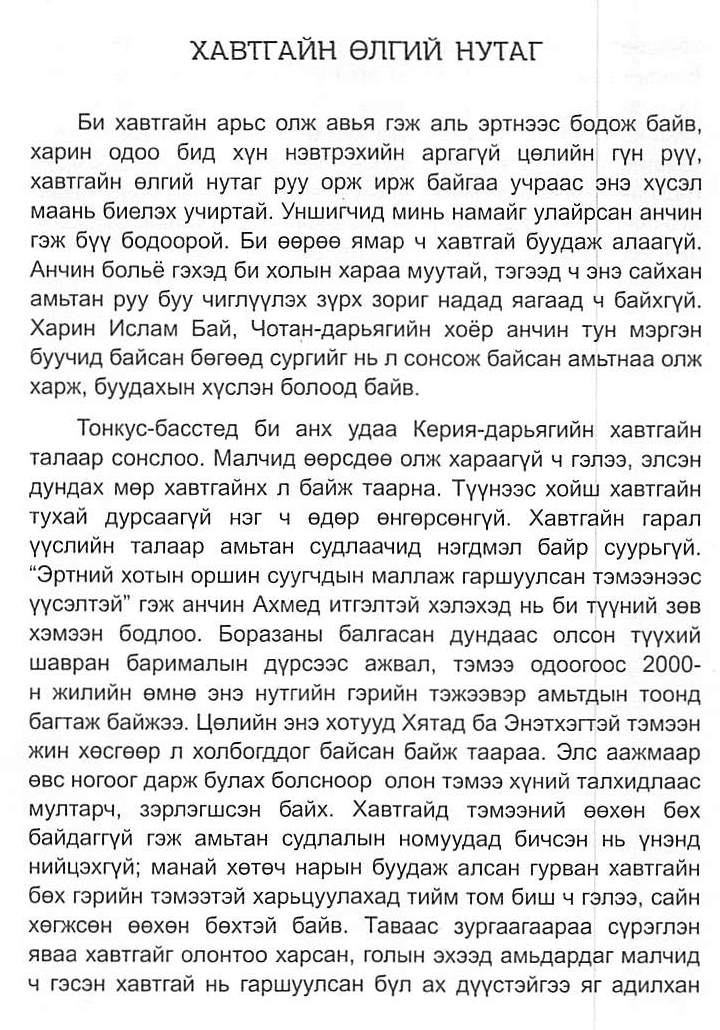 ХАВТГАЙН ӨЛГИЙ НУТАГ
Би хавтгайн арьс олж авья гэж аль эртнээс бодож байв,
харин одоо бид хүн нэвтрэхийн аргагүй цөлийн гүн рүү,
хавтгайн өлгий нутаг руу орж ирж байгаа учраас энэ хүсэл
маань биелэх учиртай. Уншигчид минь намайг улайрсан анчин
гэж бүү бодоорой. Би өөрөө ямар ч хавтгай буудаж алаагүй.
Анчин больё гэхэд би холын хараа муутай, тэгээд ч энэ сайхан
амьтан руу буу чиглүүлэх зүрх зориг надад яагаад ч байхгүй.
Харин Ислам Бай, Чотан-дарьягийн хоёр анчин тун мэргэн
буучид байсан бөгөөд сургийг нь л сонсож байсан амьтнаа олж
харж, буудахын хүслэн болоод байв.
Тонкус-басстед би анх удаа Керия-дарьягийн хавтгайн
талаар сонслоо. Малчид өөрсдөө олж хараагүй ч гэлээ, элсэн
дундах мөр хавтгайнх л байж таарна. Түүнээс хойш хавтгайн
тухай дурсаагүй нэг ч өдөр өнгөрсөнгүй. Хавтгайн гарал
үүслийн талаар амьтан судлаачид нэгдмэл байр суурьгүй.
“Эртний хотын оршин суугчдын маллаж гаршуулсан тэмээнээс
үүсэлтэй” гэж анчин Ахмед итгэлтэй хэлэхэд нь би түүний зөв
хэмээн бодлоо. Боразаны балгасан дундаас олсон түүхий
шавран барималын дүрсээс ажвал, тэмээ одоогоос 2000-
н жилийн өмнө энэ нутгийн гэрийн тэжээвэр амьтдын тоонд
багтаж байжээ. Цөлийн энэ хотууд Хятад ба Энэтхэгтэй тэмээн
жин хөсгөөр л холбогддог байсан байж таараа. Элс аажмаар
өвс ногоог дарж булах болсноор олон тэмээ хүний талхидлаас
мултарч, зэрлэгшсэн байх. Хавтгайд тэмээний өөхөн бөх
байдаггүй гэж амьтан судлалын номуудад бичсэн нь үнэнд
нийцэхгүй; манай хөтөч нарын буудаж алсан гурван хавтгайн
бөх гэрийн тэмээтэй харьцуулахад тийм том биш ч гэлээ, сайн
хөгжсөн өөхөн бөхтэй байв. Таваас зургаагаараа сүрэглэн
яваа хавтгайг олонтоо харсан, голын эхээд амьдардаг малчид
ч гэсэн хавтгай нь гаршуулсан бүл ах дүүстэйгээ яг адилхан